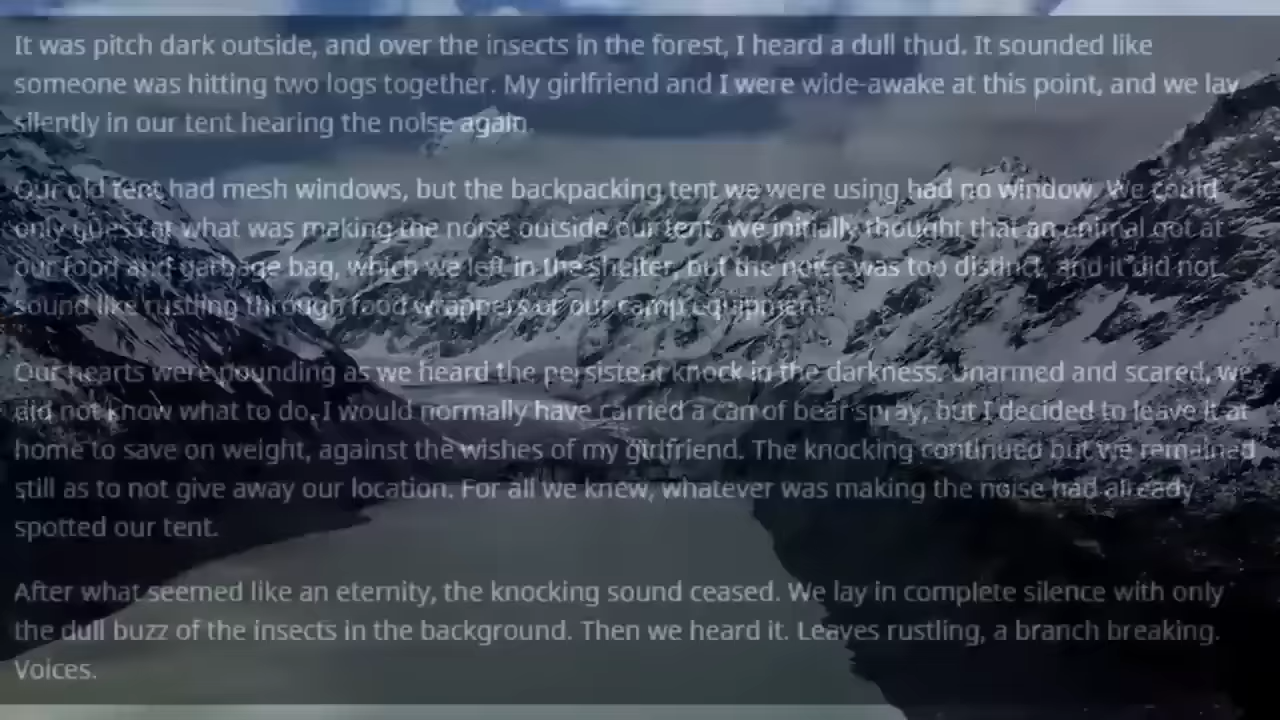 It was pitch dark outside, and over the insects in the forest, I heard a dull thud. It sounded like
someone was hitting two logs together. My girlfriend and I were wide-awake at this point, and we lay
silently in our tent hearing the noise again.
Our old tent had mesh windows, but the backpacking tent we were using had no window. We could
only guess at what was making the noise outside our tent. We initially thought that an animal got at
our food and garbage bag, which we left in the shelter, but the noise was too distinct, and it did not
sound like rustling through food wrappers or our camp equipment.
Our hearts were pounding as we heard the persistent knock in the darkness. Unarmed and scared, we
did not know what to do. I would normally have carried a can of bear spray, but I decided to leave it at
home to save on weight, against the wishes of my girlfriend. The knocking continued but we remained
still as to not give away our location. For all we knew, whatever was making the noise had already
spotted our tent.
After what seemed like an eternity, the knocking sound ceased. We lay in complete silence with only
the dull buzz of the insects in the background. Then we heard it. Leaves rustling, a branch breaking.
Voices.